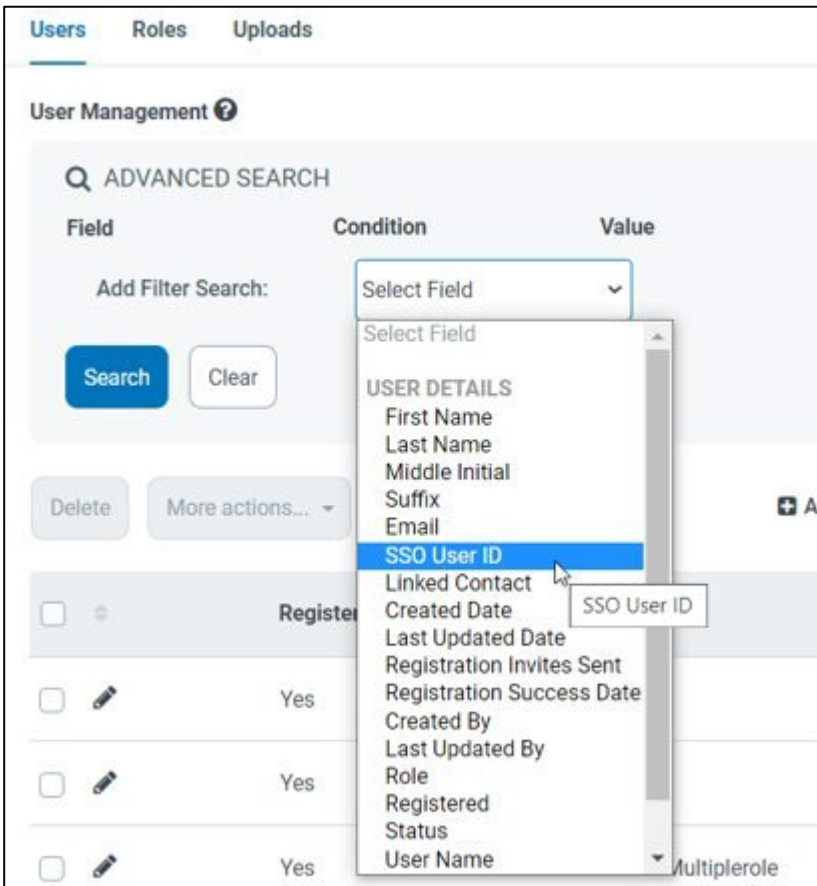 Users Roles Uploads
User Management
ADVANCED SEARCH
Field Condition Value
Add Filter Search: Select Field
Select Field
Search Clear
USER DETAILS
First Name
Last Name
Middle Initial
Suffix
Email
SSO User ID
Linked Contact
SSO User ID
Created Date
Last Updated Date
Registration Invites Sent
Registration Success Date
Created By
Last Updated By
Role
Registered
Status
User Name
Delete More actions...
Yes
Yes
Yes Multiplerole